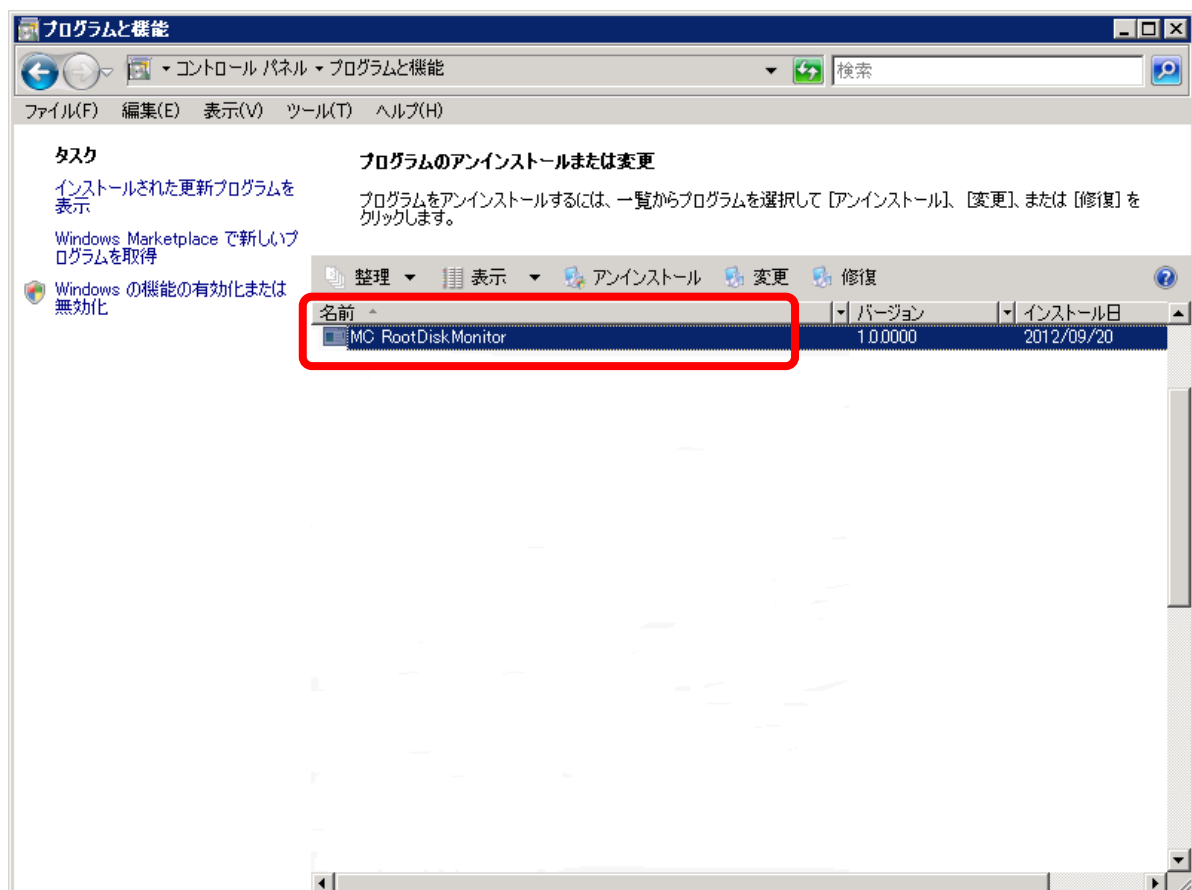 プログラムと機能
コントロール パネル プログラムと機能
検索
ファイル(F) 編集(E) 表示(V) ツール(T) ヘルプ(H)
タスク
インストールされた更新プログラムを
表示
Windows Marketplace で新しいプ
ログラムを取得
Windows の機能の有効化または
無効化
プログラムのアンインストールまたは変更
プログラムをアンインストールするには、一覧からプログラムを選択して [アンインストール]、[変更]、または [修復] を
クリックします。
整理 表示 アンインストール 変更 修復
名前 バージョン インストール日
MC RootDiskMonitor 1.0.0000 2012/09/20